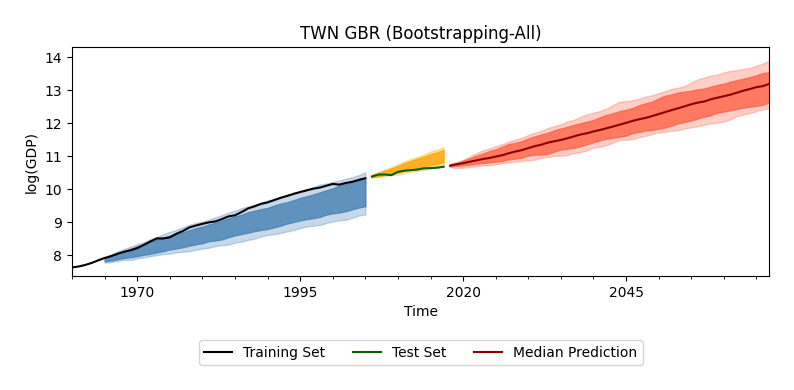 TWN GBR (Bootstrapping-All)
14
13
12
11
10
9
8
log(GDP)
1970 1995 2020 2045
Time
Training Set Test Set Median Prediction